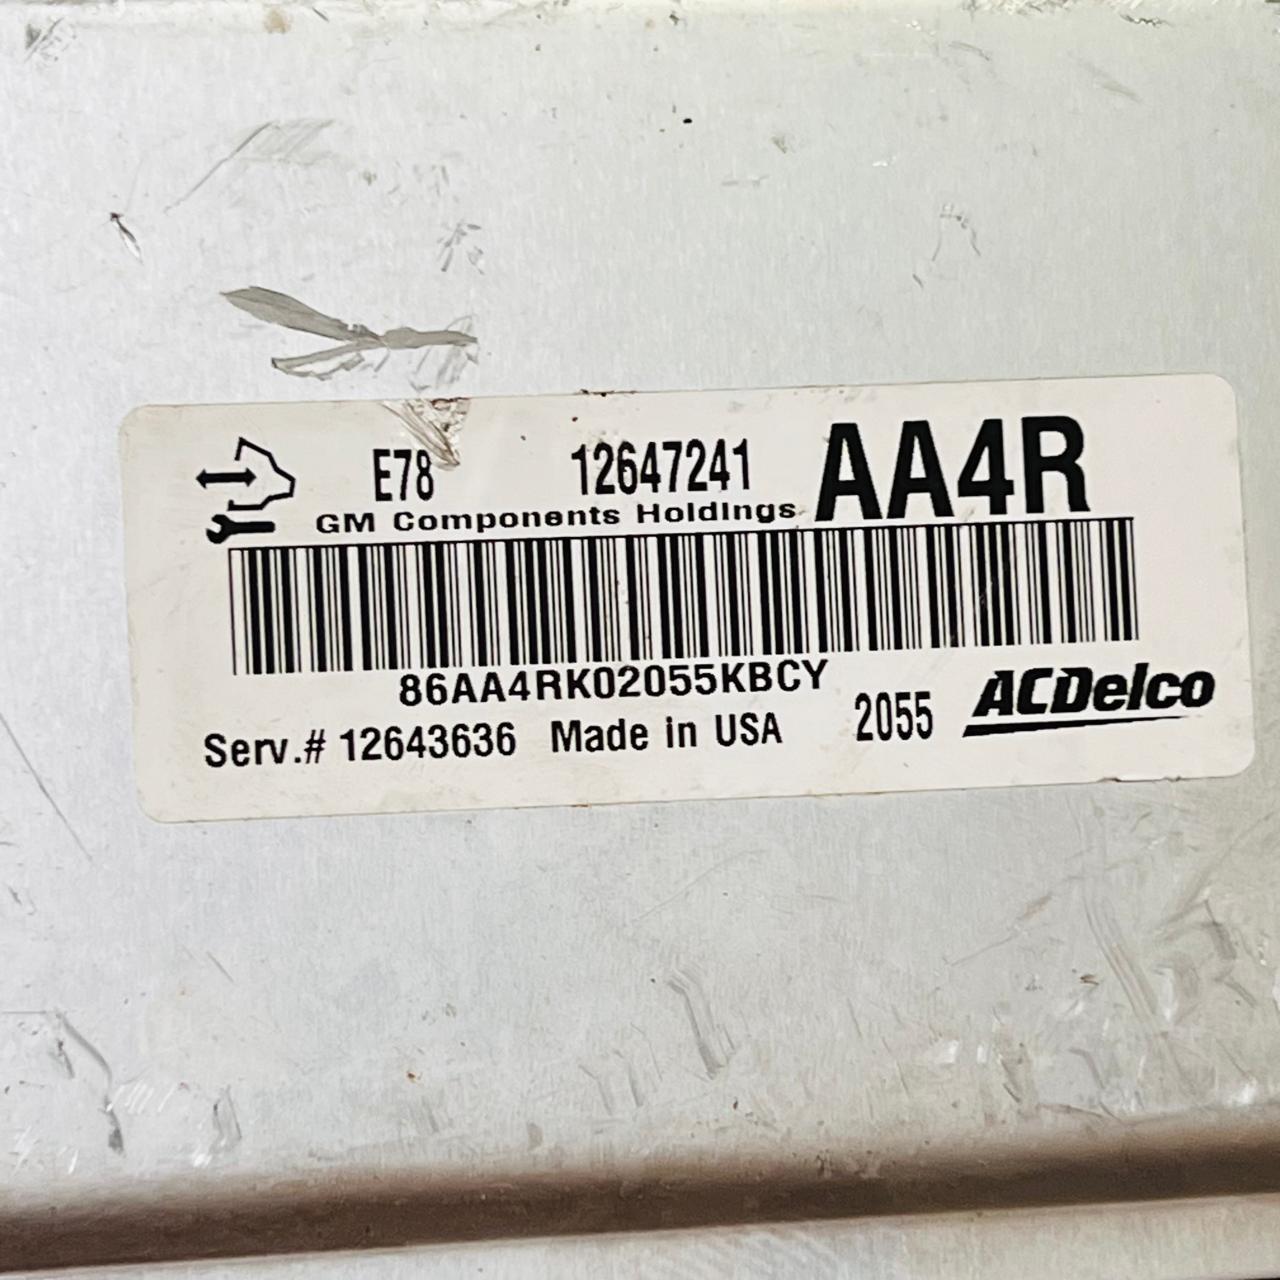 E78 12647241 AA4R
GM Components Holdings
86AA4RK02055KBCY
Serv.# 12643636 Made in USA 2055 ACDelco